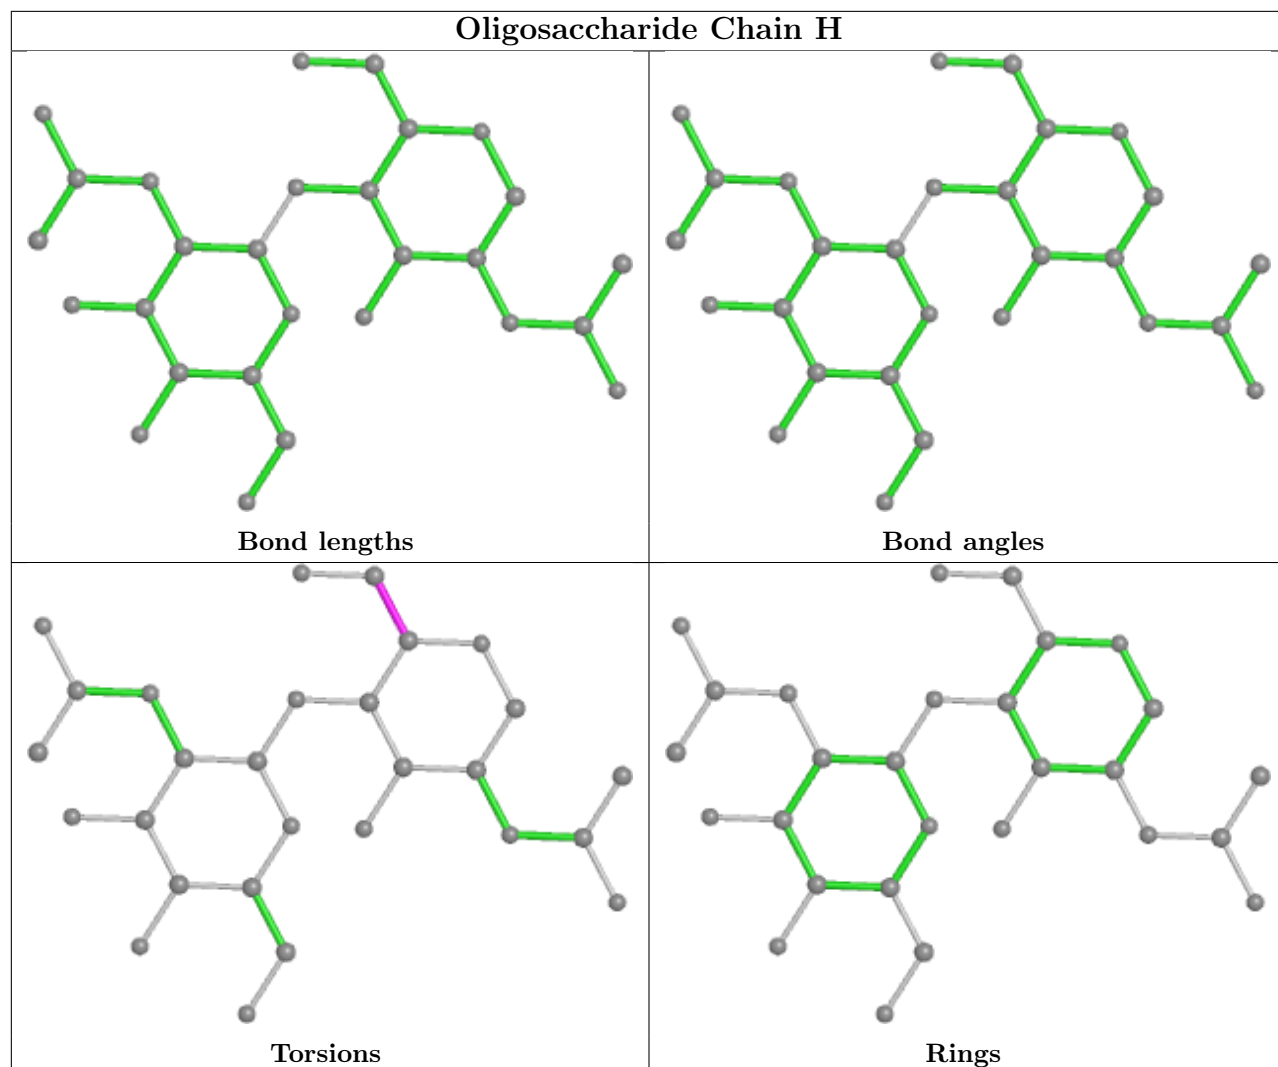 Oligosaccharide Chain H
Bond lengths
Bond angles
Torsions
Rings